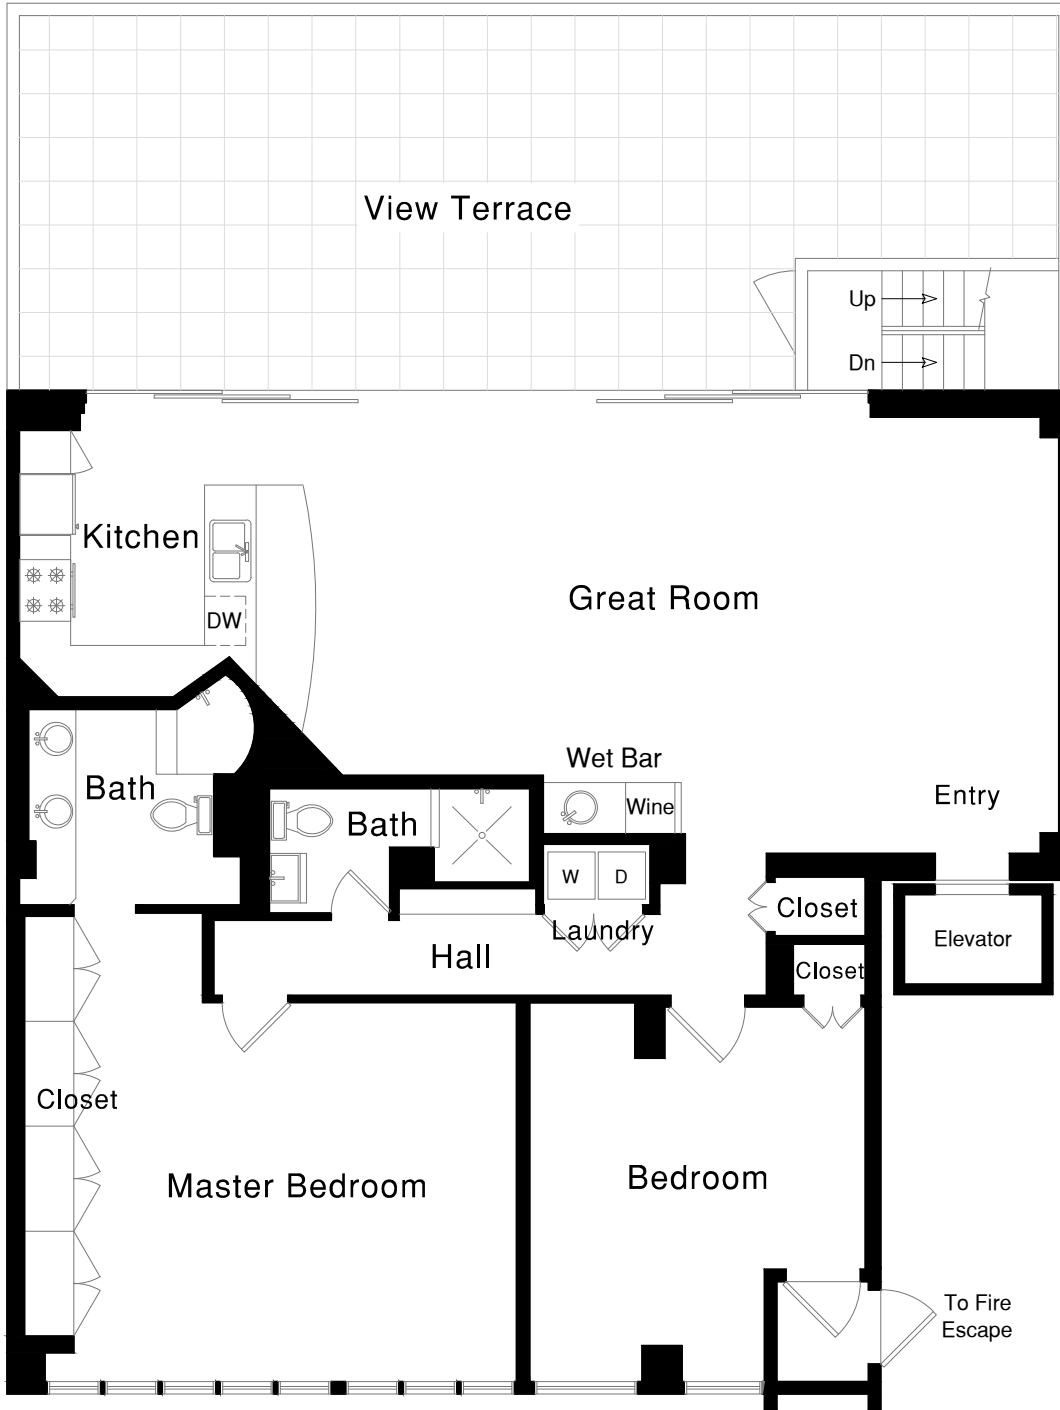 View Terrace
Up
Dn
Kitchen
Great Room
DW
Wet Bar
Bath
Wine
Entry
Bath
W
D
Closet
Laundry
Elevator
Hall
Closet
Closet
Bedroom
Master Bedroom
To Fire
Escape